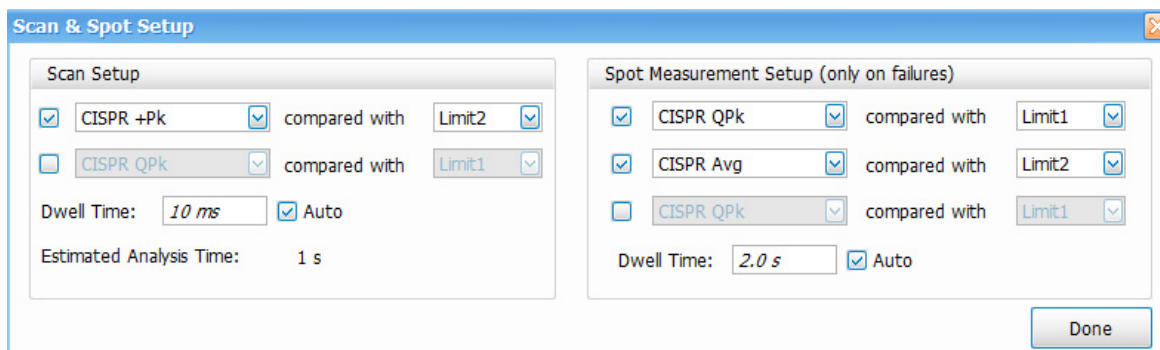 Scan & Spot Setup
Scan Setup
CISPR +Pk compared with Limit2
CISPR QPk compared with Limit1
Dwell Time: 10 ms Auto
Estimated Analysis Time: 1 s
Spot Measurement Setup (only on failures)
CISPR QPk compared with Limit1
CISPR Avg compared with Limit2
CISPR QPk compared with Limit1
Dwell Time: 2.0 s Auto
Done